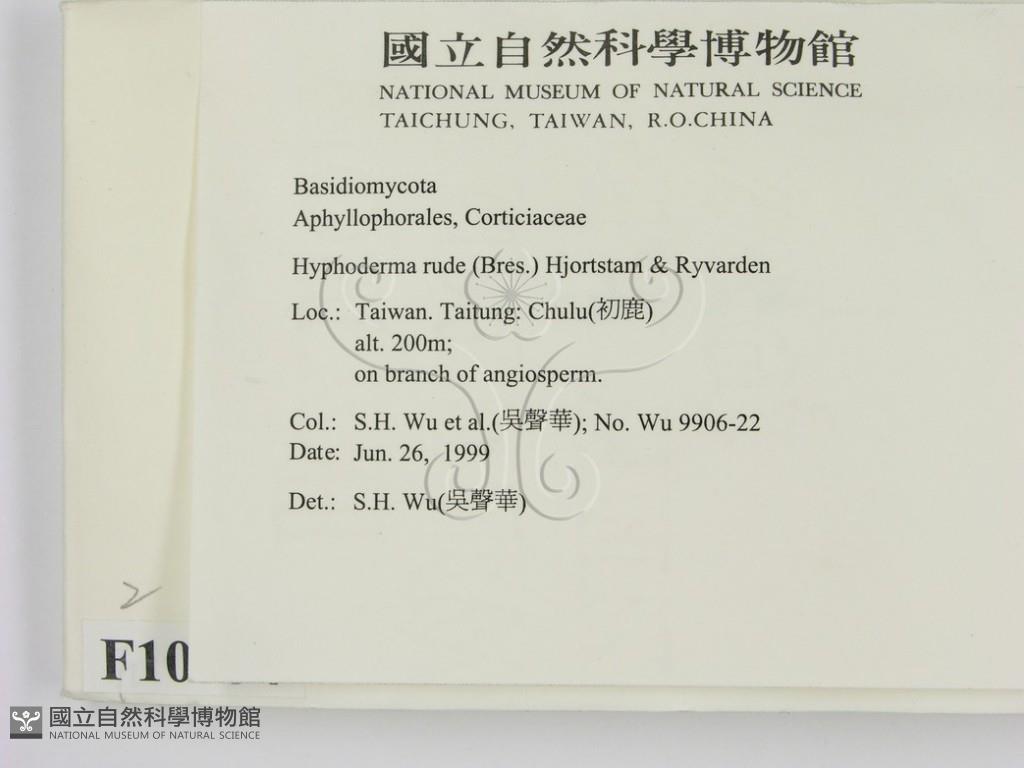 國立自然科學博物館
NATIONAL MUSEUM OF NATURAL SCIENCE
TAICHUNG, TAIWAN, R.O.CHINA
Basidiomycota
Aphyllophorales, Corticiaceae
Hyphoderma rude (Bres.) Hjortstam & Ryvarden
Loc.: Taiwan. Taitung: Chulu(初鹿)
alt. 200m;
on branch of angiosperm.
Col.: S.H. Wu et al.(吳聲華); No. Wu 9906-22
Date: Jun. 26, 1999
Det.: S.H. Wu(吳聲華)
2
F10
國立自然科學博物館
NATIONAL MUSEUM OF NATURAL SCIENCE